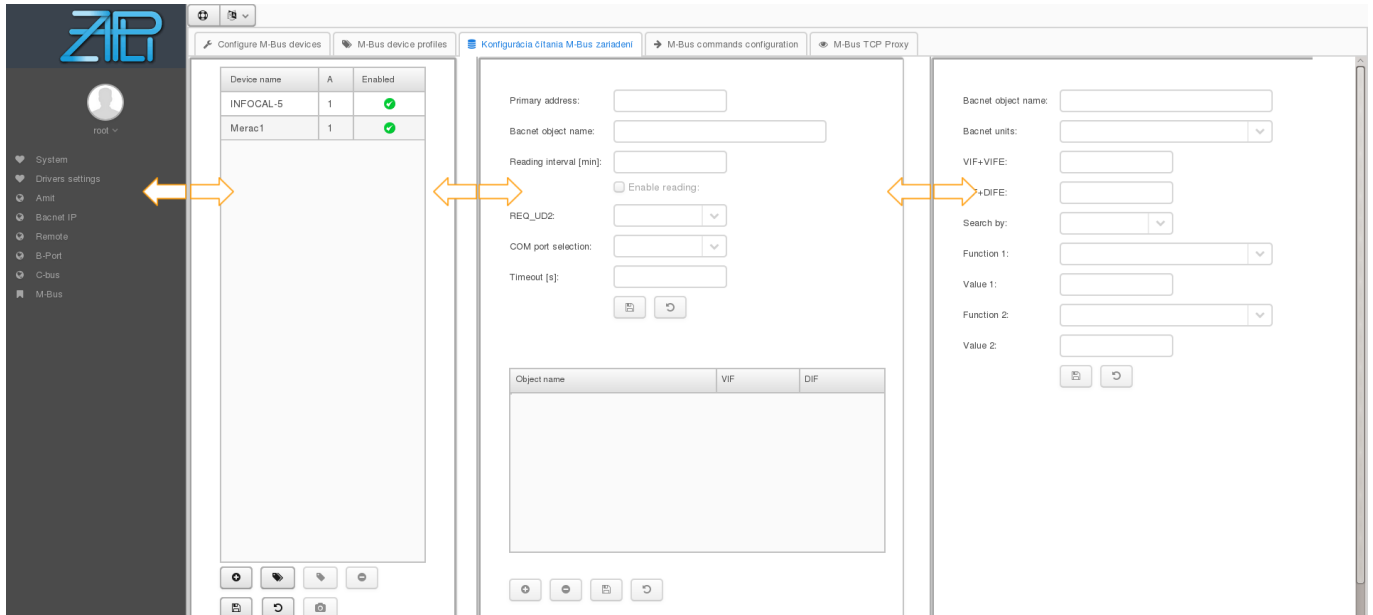 ZAPLI
Configure M-Bus devices
M-Bus device profiles
Konfigurácia čítania M-Bus zariadení
M-Bus commands configuration
M-Bus TCP Proxy
root
System
Drivers settings
Amit
Bacnet IP
Remote
B-Port
C-bus
M-Bus
Device name A Enabled
INFOCAL-5 1
Merac1 1
Primary address:
Bacnet object name:
Reading interval [min]:
Enable reading:
REQ_UD2:
COM port selection:
Timeout [s]:
Object name VIF DIF
Bacnet object name:
Bacnet units:
VIF+VIFE:
+DIFE:
Search by:
Function 1:
Value 1:
Function 2:
Value 2: